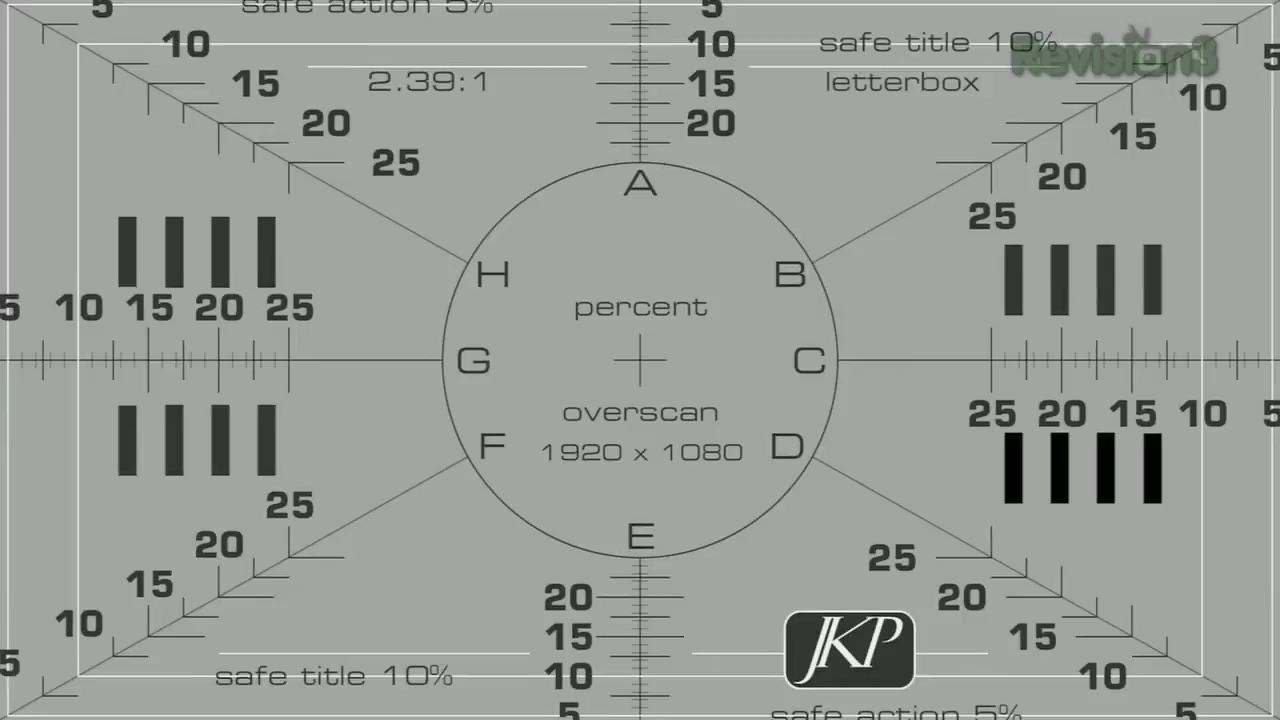 5 safe action 5% 5
10 10 safe title 10% tv Revision3
5
15 2.39:1 15 letterbox 10
20 20 15
25 A 20
25
H B
percent
5 10 15 20 25
G C
overscan 25 20 15 10 5
F D
1920 x 1080
25
E
20 25
15 20 20
10 15 JKP 15
5 safe title 10% 10 10
5 safe action 5% 5